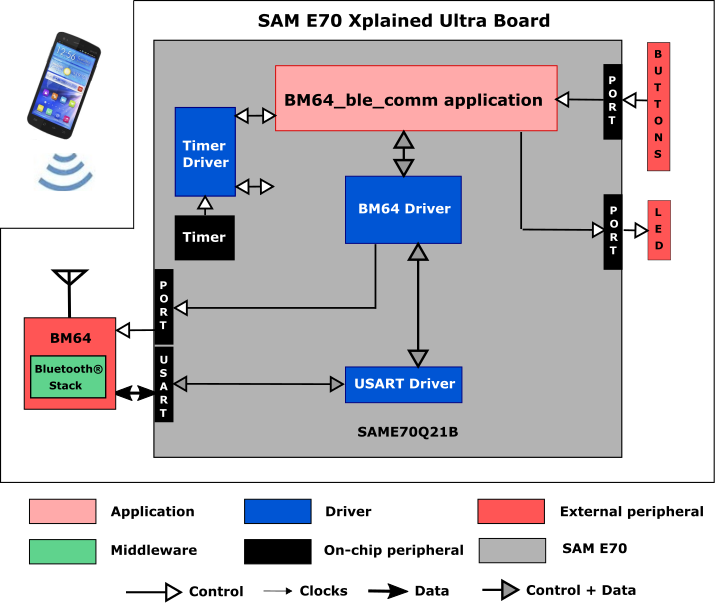 SAM E70 Xplained Ultra Board
12:56
BM64_ble_comm application
PORT
BUTTONS
Timer
Driver
BM64 Driver
PORT
LED
Timer
PORT
BM64
Bluetooth®
Stack
USART
USART Driver
SAME70Q21B
Application
Driver
External peripheral
Middleware
On-chip peripheral
SAM E70
Control
Clocks
Data
Control + Data